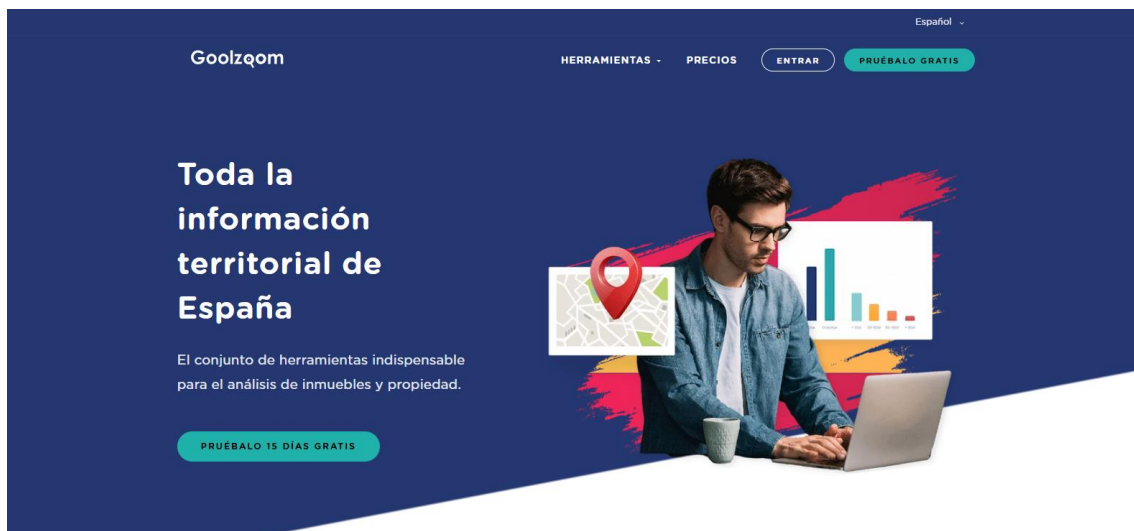 Español
Goolzoom
HERRAMIENTAS
PRECIOS
ENTRAR
PRUÉBALO GRATIS
Toda la
información
territorial de
España
El conjunto de herramientas indispensable
para el análisis de inmuebles y propiedad.
PRUÉBALO 15 DÍAS GRATIS